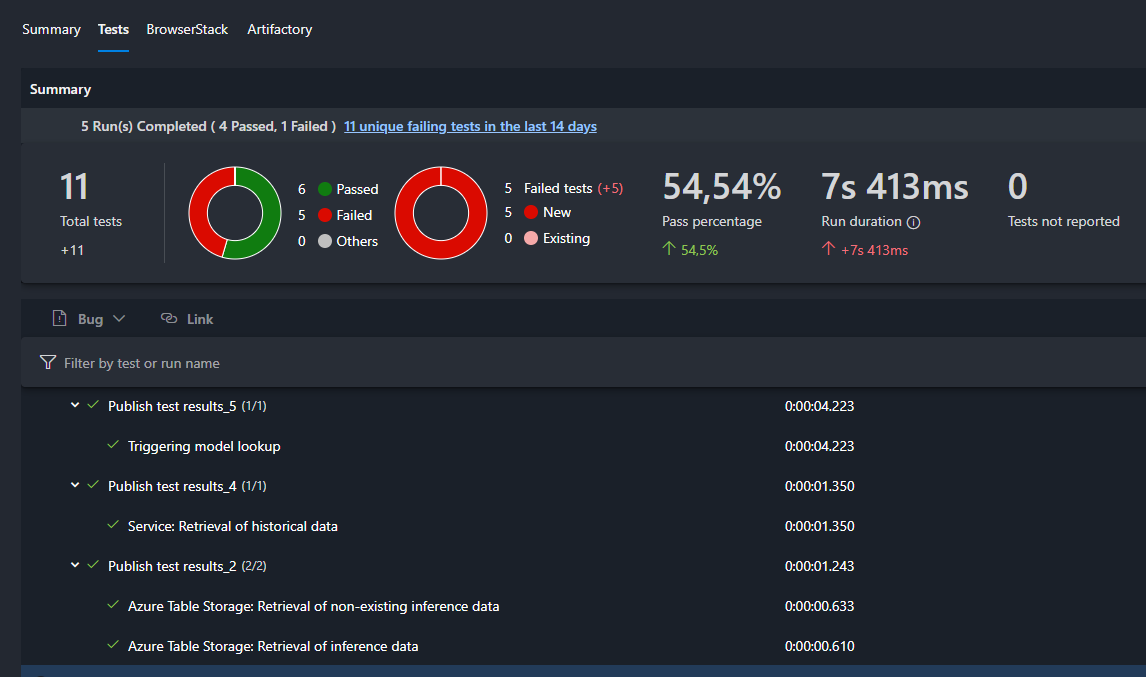 Summary Tests BrowserStack Artifactory
Summary
5 Run(s) Completed ( 4 Passed, 1 Failed ) 11 unique failing tests in the last 14 days
11
Total tests
+11
6 Passed
5 Failed
0 Others
5 Failed tests (+5)
5 New
0 Existing
54,54%
Pass percentage
54,5%
7s 413ms
Run duration
+7s 413ms
0
Tests not reported
Bug Link
Filter by test or run name
Publish test results_5 (1/1) 0:00:04.223
Triggering model lookup 0:00:04.223
Publish test results_4 (1/1) 0:00:01.350
Service: Retrieval of historical data 0:00:01.350
Publish test results_2 (2/2) 0:00:01.243
Azure Table Storage: Retrieval of non-existing inference data 0:00:00.633
Azure Table Storage: Retrieval of inference data 0:00:00.610